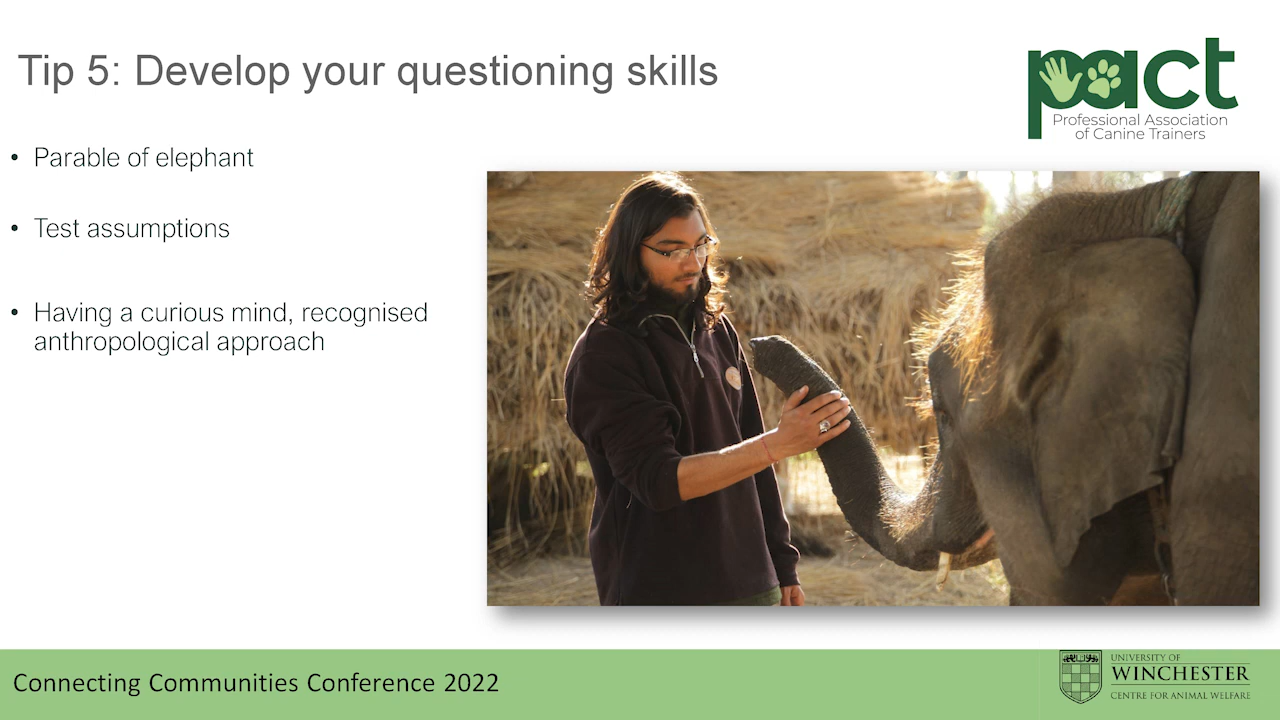 Tip 5: Develop your questioning skills
pact
Professional Association
of Canine Trainers
• Parable of elephant
• Test assumptions
• Having a curious mind, recognised
anthropological approach
Connecting Communities Conference 2022
UNIVERSITY OF
WINCHESTER
CENTRE FOR ANIMAL WELFARE